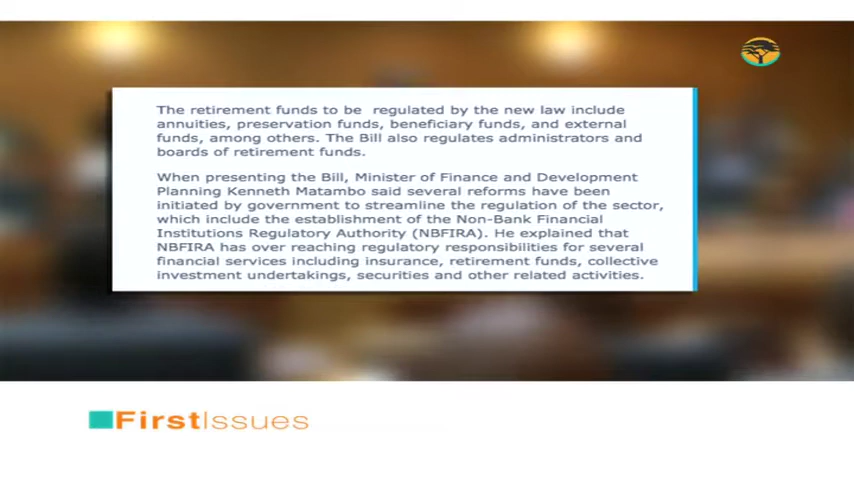 The retirement funds to be regulated by the new law include
annuities, preservation funds, beneficiary funds, and external
funds, among others. The Bill also regulates administrators and
boards of retirement funds.
When presenting the Bill, Minister of Finance and Development
Planning Kenneth Matambo said several reforms have been
initiated by government to streamline the regulation of the sector,
which include the establishment of the Non-Bank Financial
Institutions Regulatory Authority (NBFIRA). He explained that
NBFIRA has over reaching regulatory responsibilities for several
financial services including insurance, retirement funds, collective
investment undertakings, securities and other related activities.
FirstIssues